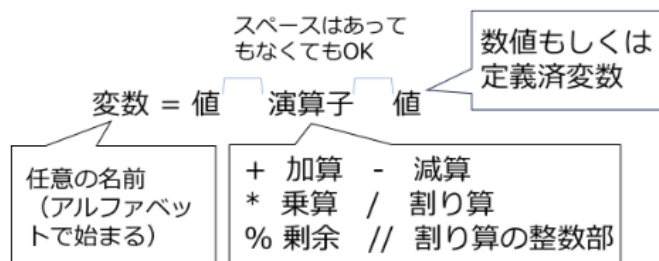 スペースはあって
もなくてもOK
数値もしくは
定義済変数
変数 = 値 演算子 値
任意の名前
（アルファベッ
トで始まる）
+ 加算 - 減算
* 乗算 / 割り算
% 剰余 // 割り算の整数部